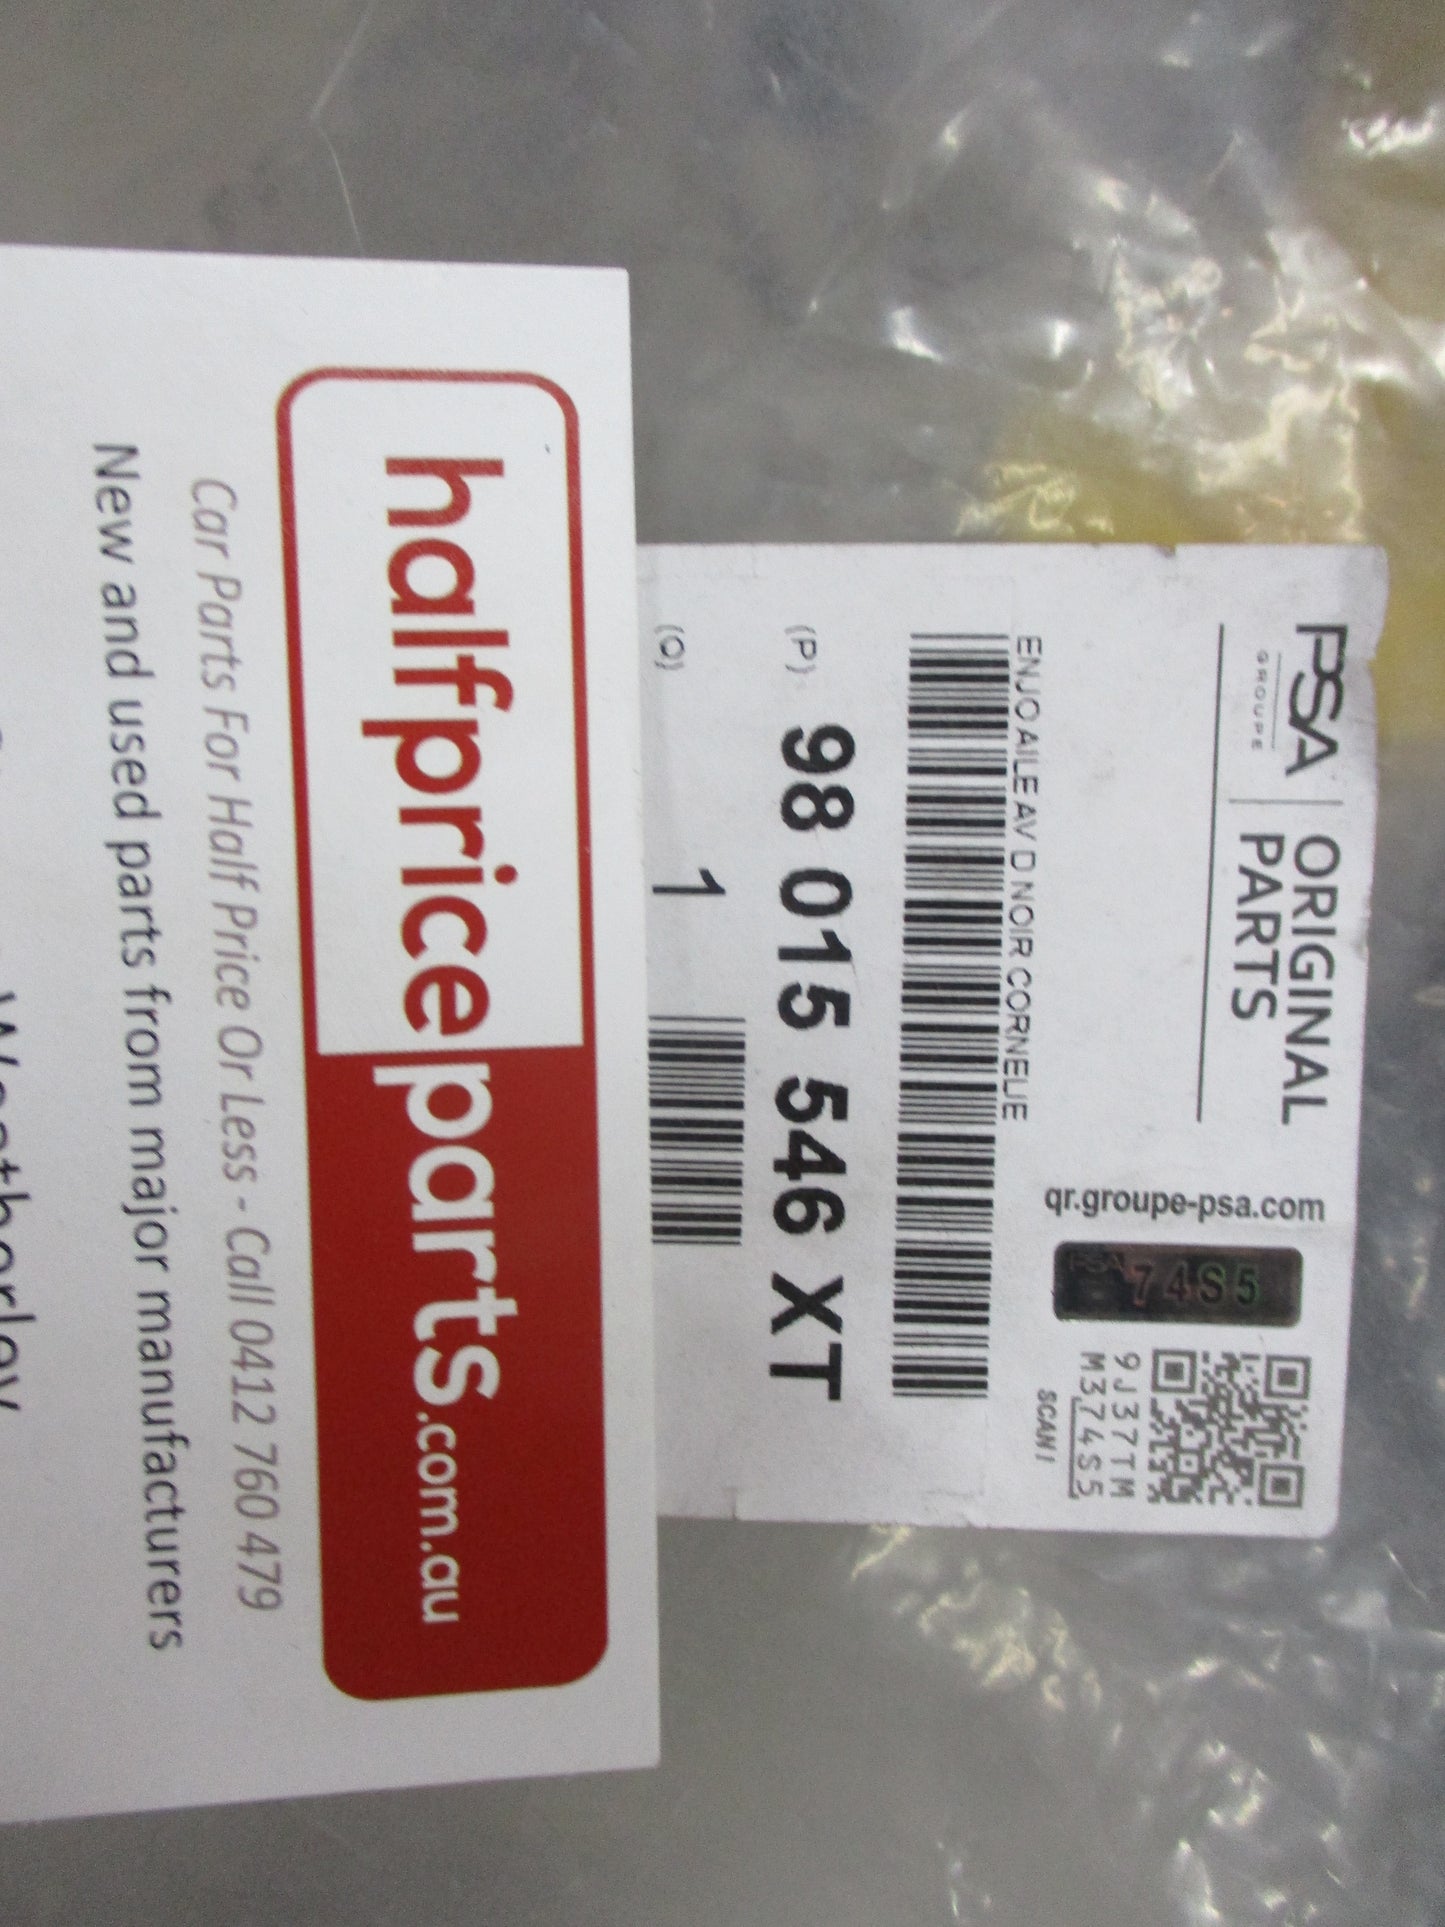 PSA
GROUPE
ORIGINAL
PARTS
qr.groupe-psa.com
74S5
9J37TM
M374S5
SCAN !
ENJO AILE AV D NOIR CORNELIE
(P) 98 015 546 XT
(Q) 1
halfpriceparts.com.au
Car Parts For Half Price Or Less - Call 0412 760 479
New and used parts from major manufacturers